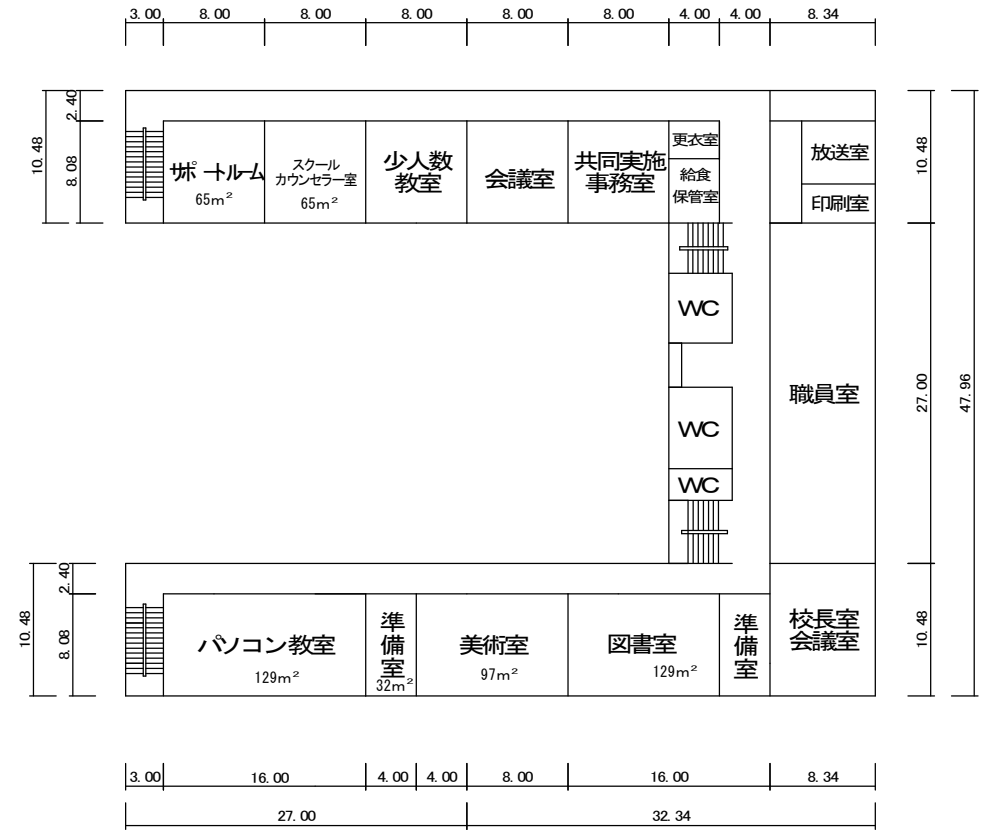 3.00 8.00 8.00 8.00 8.00 8.00 4.00 4.00 8.34
10.48
2.40
8.08
サポートルーム
65m²
スクール
カウンセラー室
65m²
少人数
教室
会議室
共同実施
事務室
更衣室
給食
保管室
放送室
印刷室
10.48
WC
WC
WC
職員室
27.00
47.96
10.48
2.40
8.08
パソコン教室
129m²
準備室
32m²
美術室
97m²
図書室
129m²
準備室
校長室
会議室
10.48
3.00 16.00 4.00 4.00 8.00 16.00 8.34
27.00 32.34